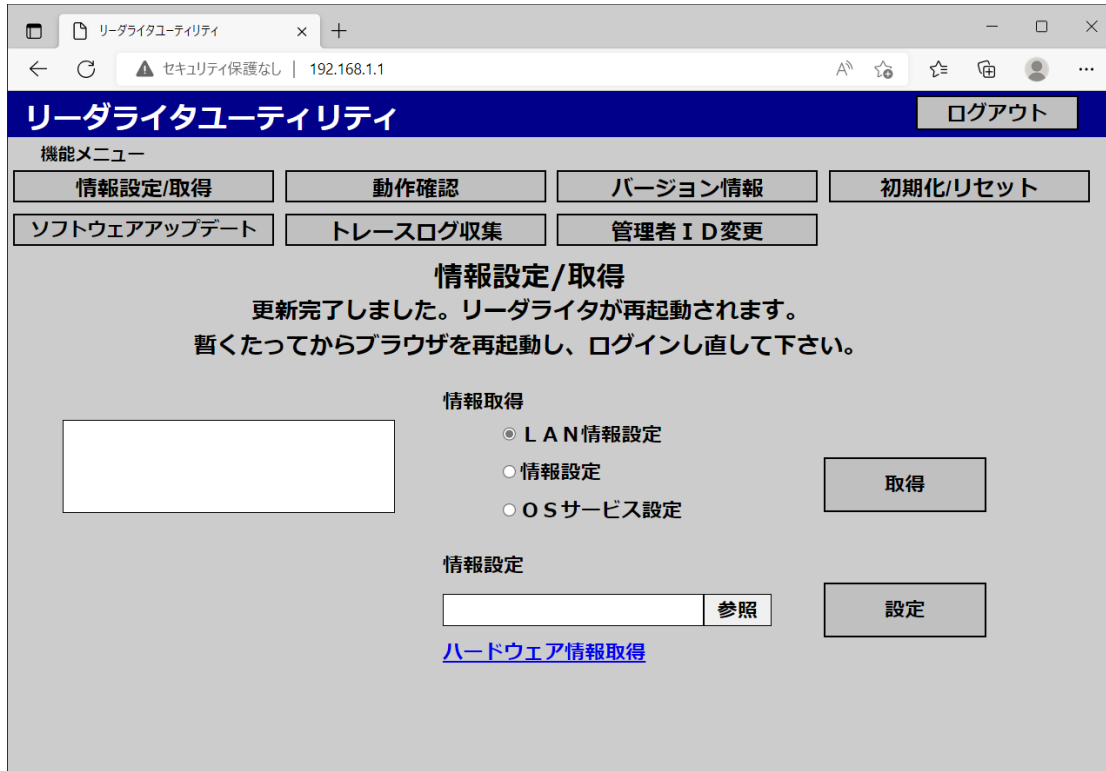 リーダライタユーティリティ
セキュリティ保護なし | 192.168.1.1
リーダライタユーティリティ
ログアウト
機能メニュー
情報設定/取得 動作確認 バージョン情報 初期化/リセット
ソフトウェアアップデート トレースログ収集 管理者ＩＤ変更
情報設定/取得
更新完了しました。リーダライタが再起動されます。
暫くたってからブラウザを再起動し、ログインし直して下さい。
情報取得
ＬＡＮ情報設定
情報設定
ＯＳサービス設定
取得
情報設定
参照
設定
ハードウェア情報取得